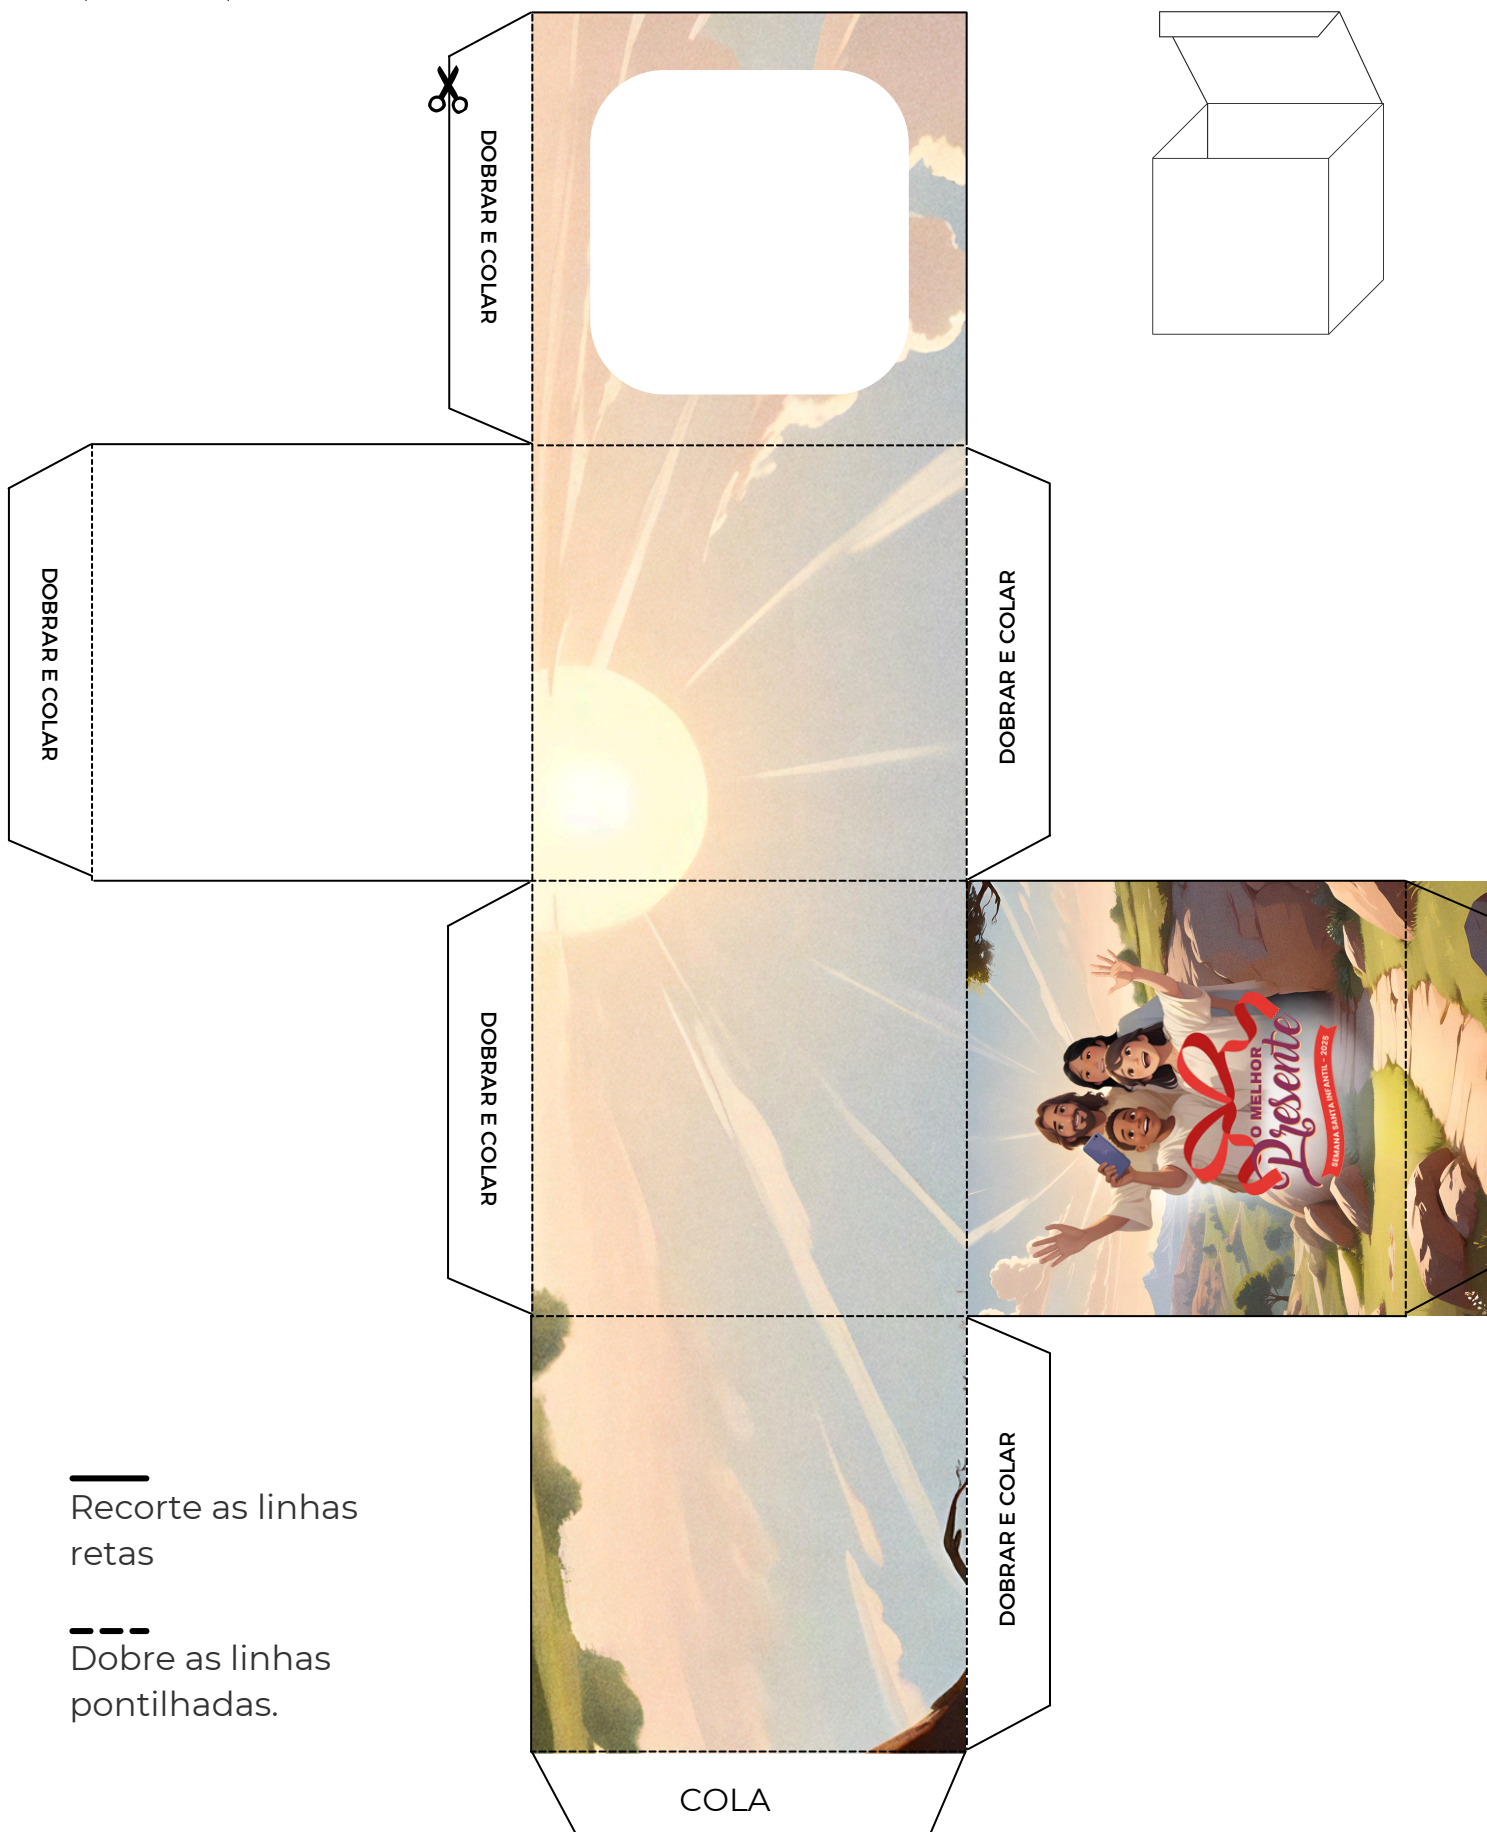 DOBRAR E COLAR
DOBRAR E COLAR
DOBRAR E COLAR
O MELHOR
Presente
SEMANA SANTA INFANTIL - 2025
DOBRAR E COLAR
DOBRAR E COLAR
Recorte as linhas
retas
Dobre as linhas
pontilhadas.
COLA